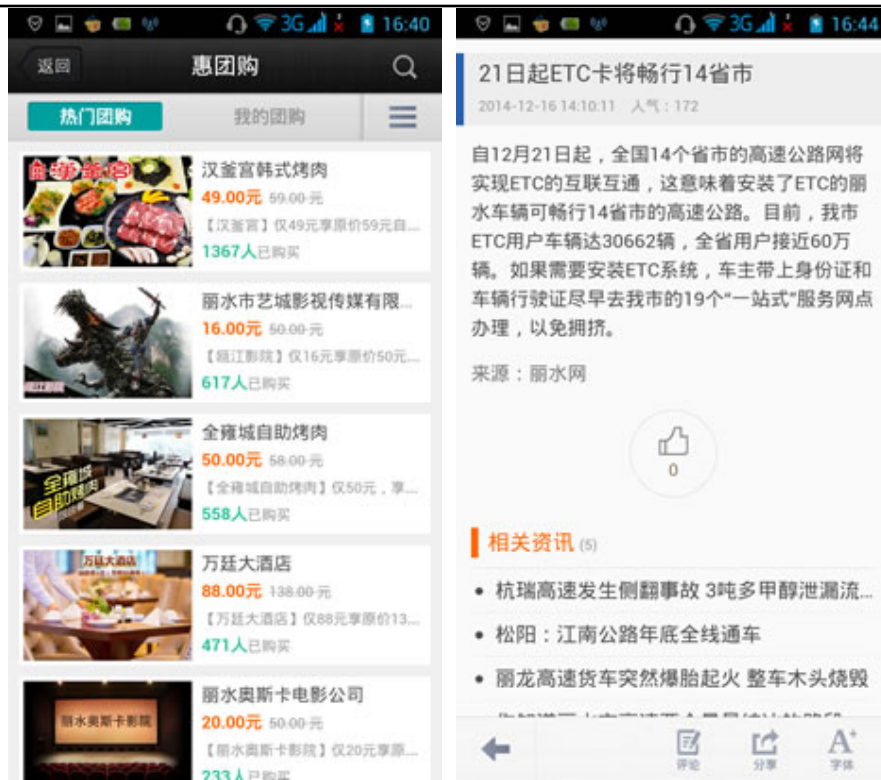 3G 16:40
返回 惠团购
热门团购 我的团购
汉釜宫韩式烤肉
49.00元 59.00元
【汉釜宫】仅49元享原价59元自...
1367人已购买
丽水市艺城影视传媒有限...
16.00元 50.00元
【瓯江影院】仅16元享原价50元...
617人已购买
全雍城自助烤肉
全雍城
自助烤肉
50.00元 58.00元
【全雍城自助烤肉】仅50元，享...
558人已购买
万廷大酒店
万廷大酒店
88.00元 138.00元
【万廷大酒店】仅88元享原价13...
471人已购买
丽水奥斯卡电影公司
丽水奥斯卡影院
20.00元 50.00元
【丽水奥斯卡影院】仅20元享原...
233人已购买
3G 16:44
21日起ETC卡将畅行14省市
2014-12-16 14:10:11 人气：172
自12月21日起，全国14个省市的高速公路网将
实现ETC的互联互通，这意味着安装了ETC的丽
水车辆可畅行14省市的高速公路。目前，我市
ETC用户车辆达30662辆，全省用户接近60万
辆。如果需要安装ETC系统，车主带上身份证和
车辆行驶证尽早去我市的19个“一站式”服务网点
办理，以免拥挤。
来源：丽水网
0
相关资讯 (5)
• 杭瑞高速发生侧翻事故 3吨多甲醇泄漏流...
• 松阳：江南公路年底全线通车
• 丽龙高速货车突然爆胎起火 整车木头烧毁
评论 分享 A+ 字体